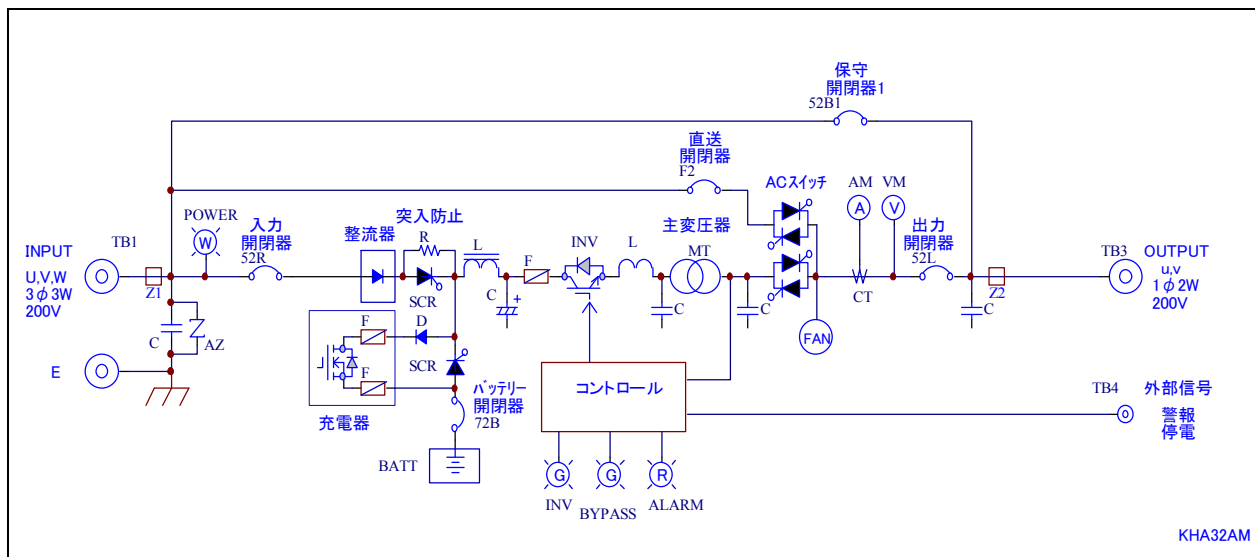 保守
開閉器1
52B1
直送
開閉器
F2
ACスイッチ
AM
VM
A
V
POWER
W
入力
開閉器
52R
整流器
突入防止
R
L
INV
L
主変圧器
MT
出力
開閉器
52L
TB1
INPUT
U,V,W
3φ3W
200V
Z1
SCR
C
C
C
CT
C
Z2
TB3
OUTPUT
u,v
1φ2W
200V
F
D
SCR
F
F
充電器
C
AZ
E
FAN
バッテリー
開閉器
72B
BATT
コントロール
TB4
外部信号
警報
停電
G
G
R
INV
BYPASS
ALARM
KHA32AM